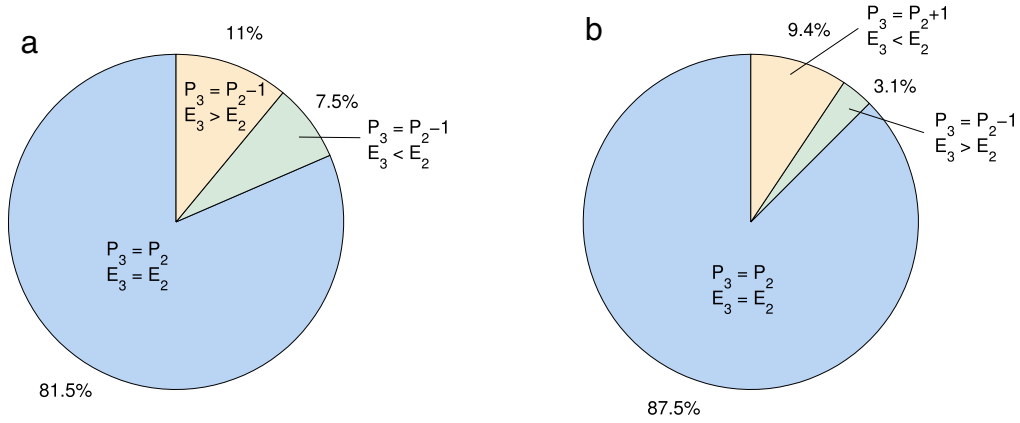 a
11%
P3 = P2−1
E3 > E2
7.5%
P3 = P2−1
E3 < E2
P3 = P2
E3 = E2
81.5%
b
9.4%
P3 = P2+1
E3 < E2
3.1%
P3 = P2−1
E3 > E2
P3 = P2
E3 = E2
87.5%